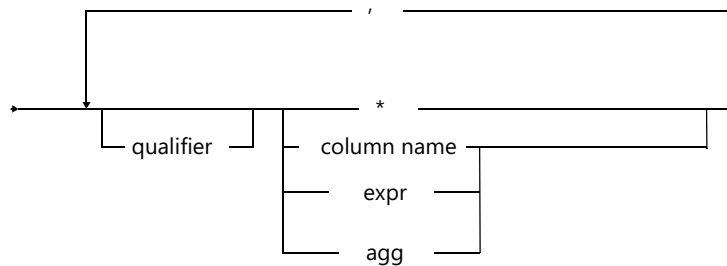 ,
*
qualifier column name
expr
agg